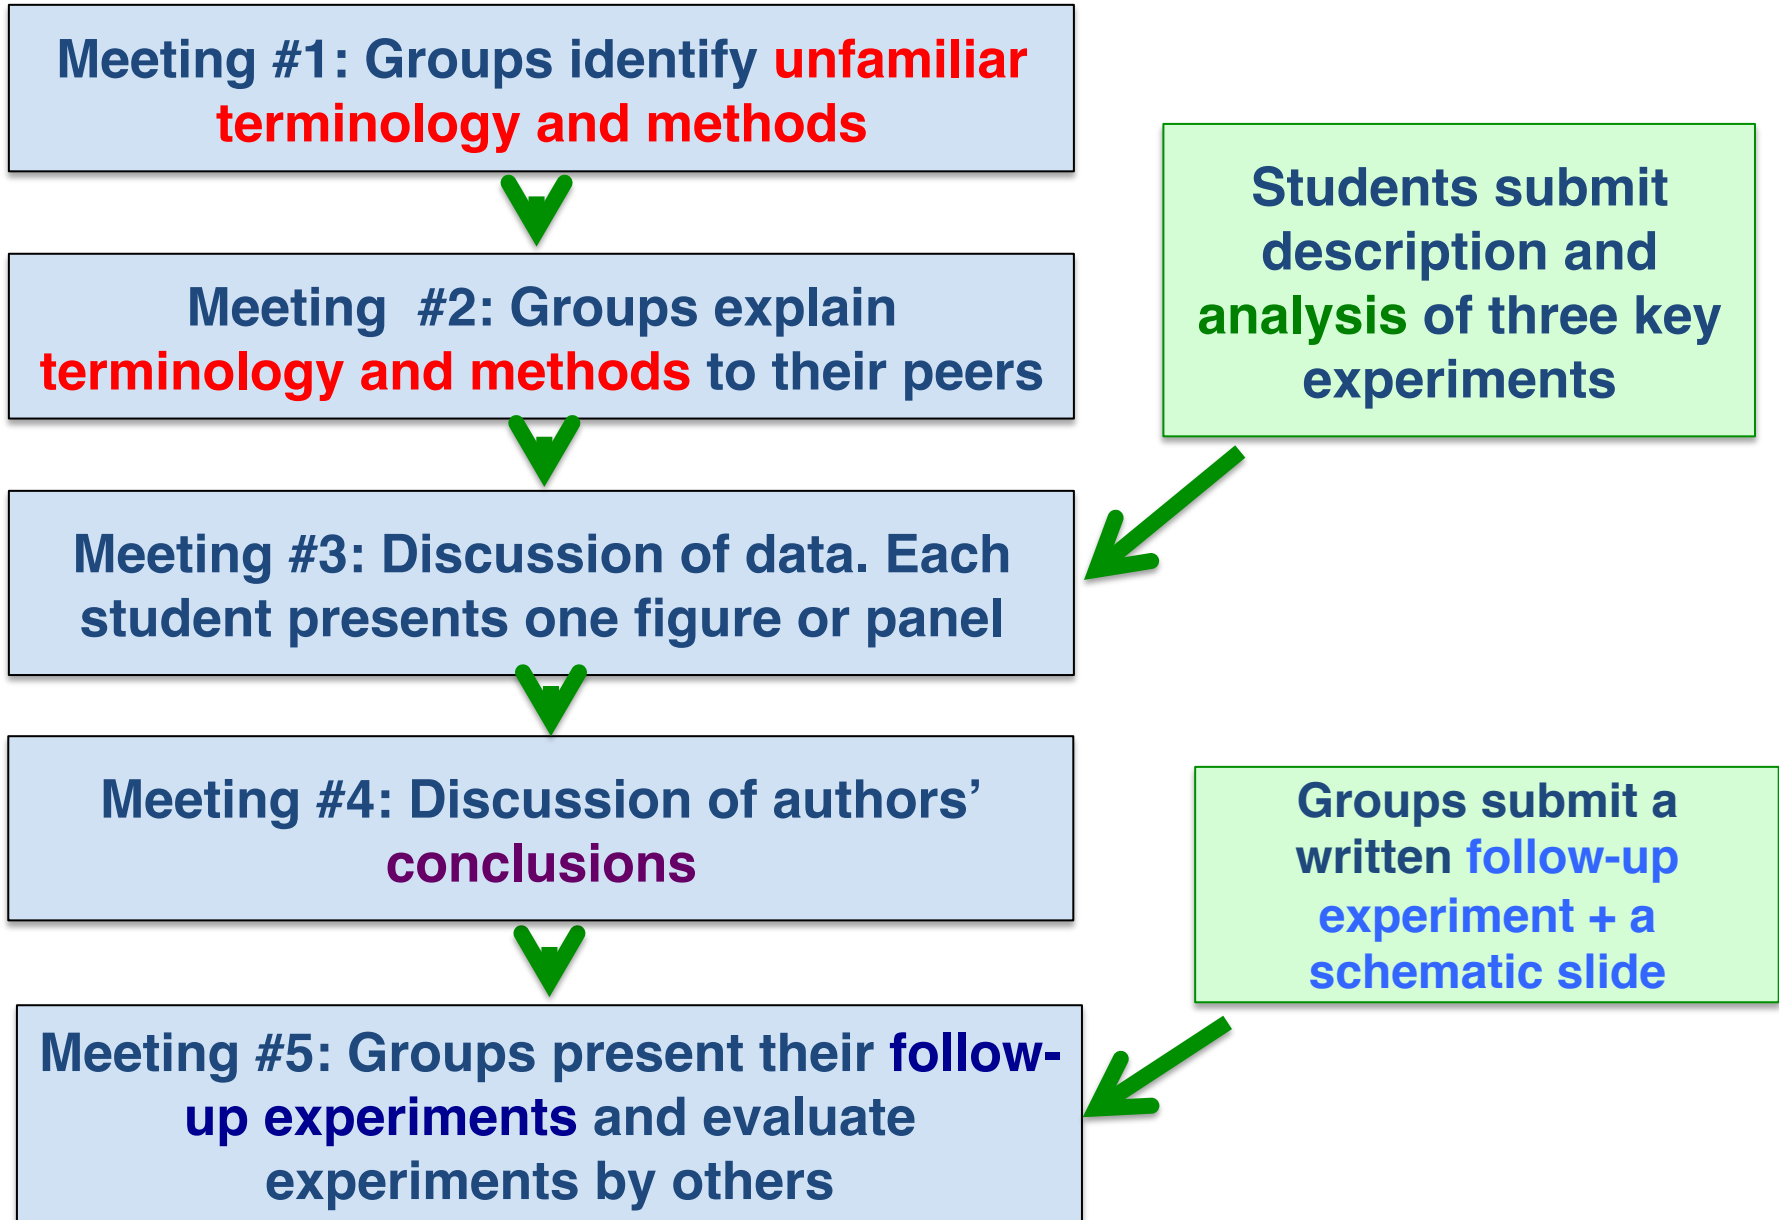 Meeting #1: Groups identify unfamiliar
terminology and methods
Meeting #2: Groups explain
terminology and methods to their peers
Students submit
description and
analysis of three key
experiments
Meeting #3: Discussion of data. Each
student presents one figure or panel
Meeting #4: Discussion of authors’
conclusions
Groups submit a
written follow-up
experiment + a
schematic slide
Meeting #5: Groups present their follow-
up experiments and evaluate
experiments by others